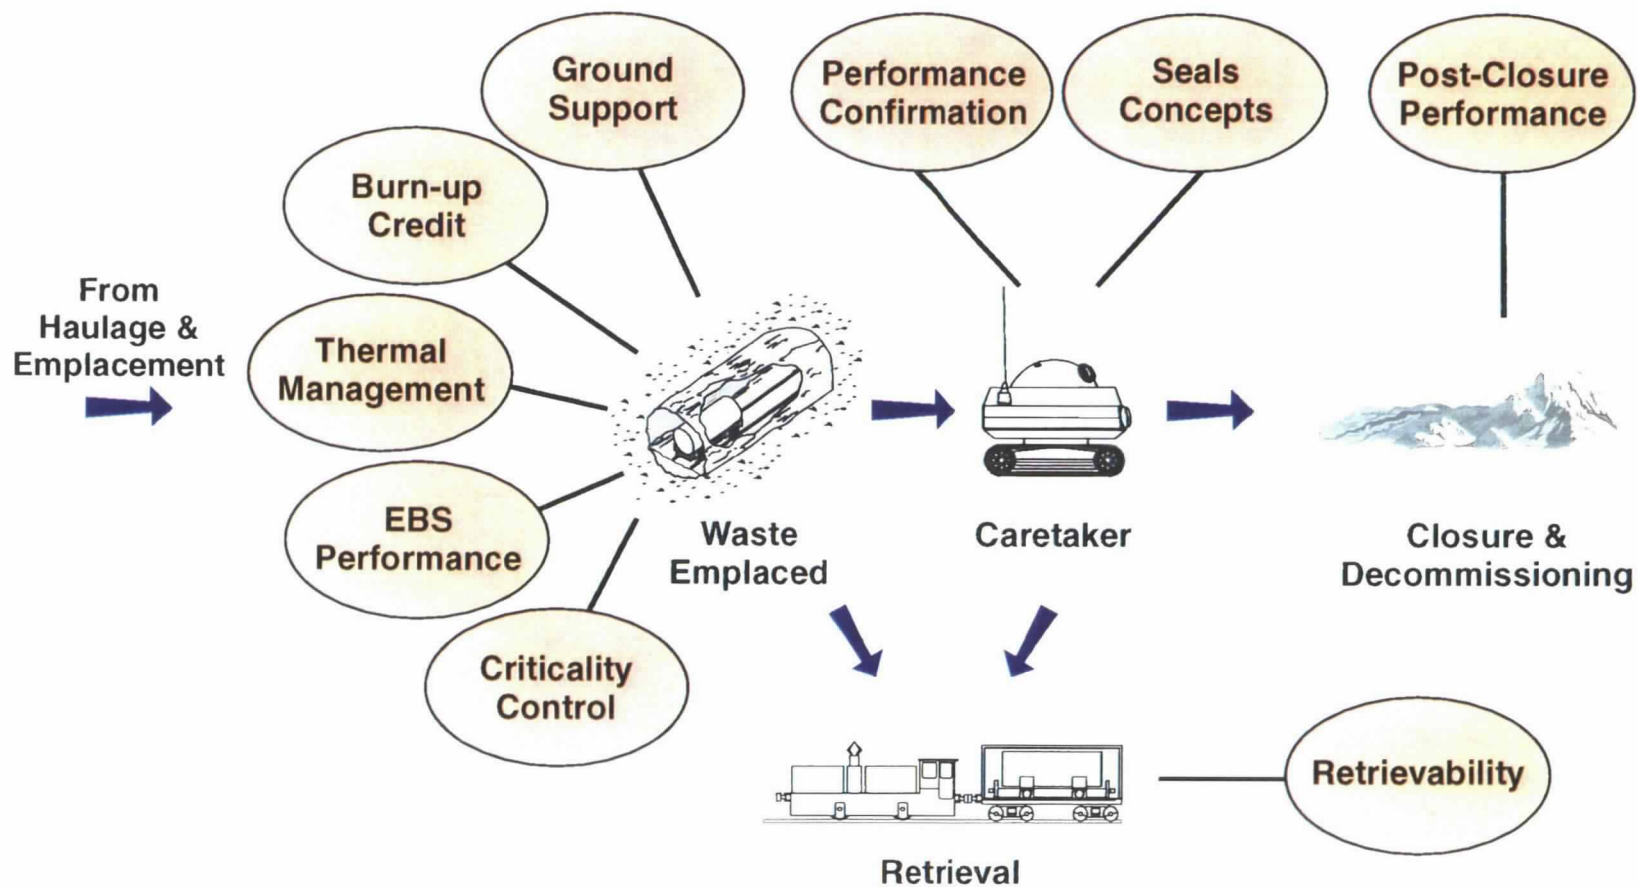 Ground
Support
Performance
Confirmation
Seals
Concepts
Post-Closure
Performance
Burn-up
Credit
From
Haulage &
Emplacement
Thermal
Management
EBS
Performance
Waste
Emplaced
Caretaker
Closure &
Decommissioning
Criticality
Control
Retrievability
Retrieval